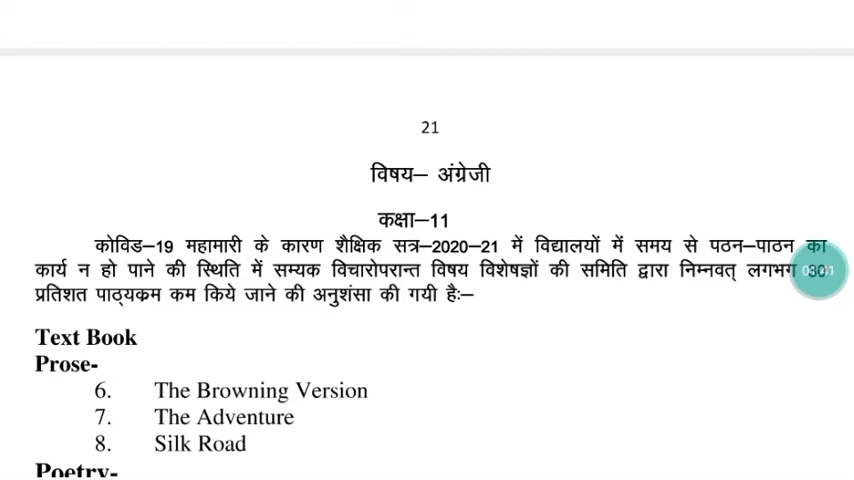 21
विषय– अंग्रेजी
कक्षा–11
कोविड–19 महामारी के कारण शैक्षिक सत्र–2020–21 में विद्यालयों में समय से पठन–पाठन का
कार्य न हो पाने की स्थिति में सम्यक विचारोपरान्त विषय विशेषज्ञों की समिति द्वारा निम्नवत् लगभग 30
प्रतिशत पाठ्यक्रम कम किये जाने की अनुशंसा की गयी हैः–
Text Book
Prose-
6. The Browning Version
7. The Adventure
8. Silk Road
Poetry-